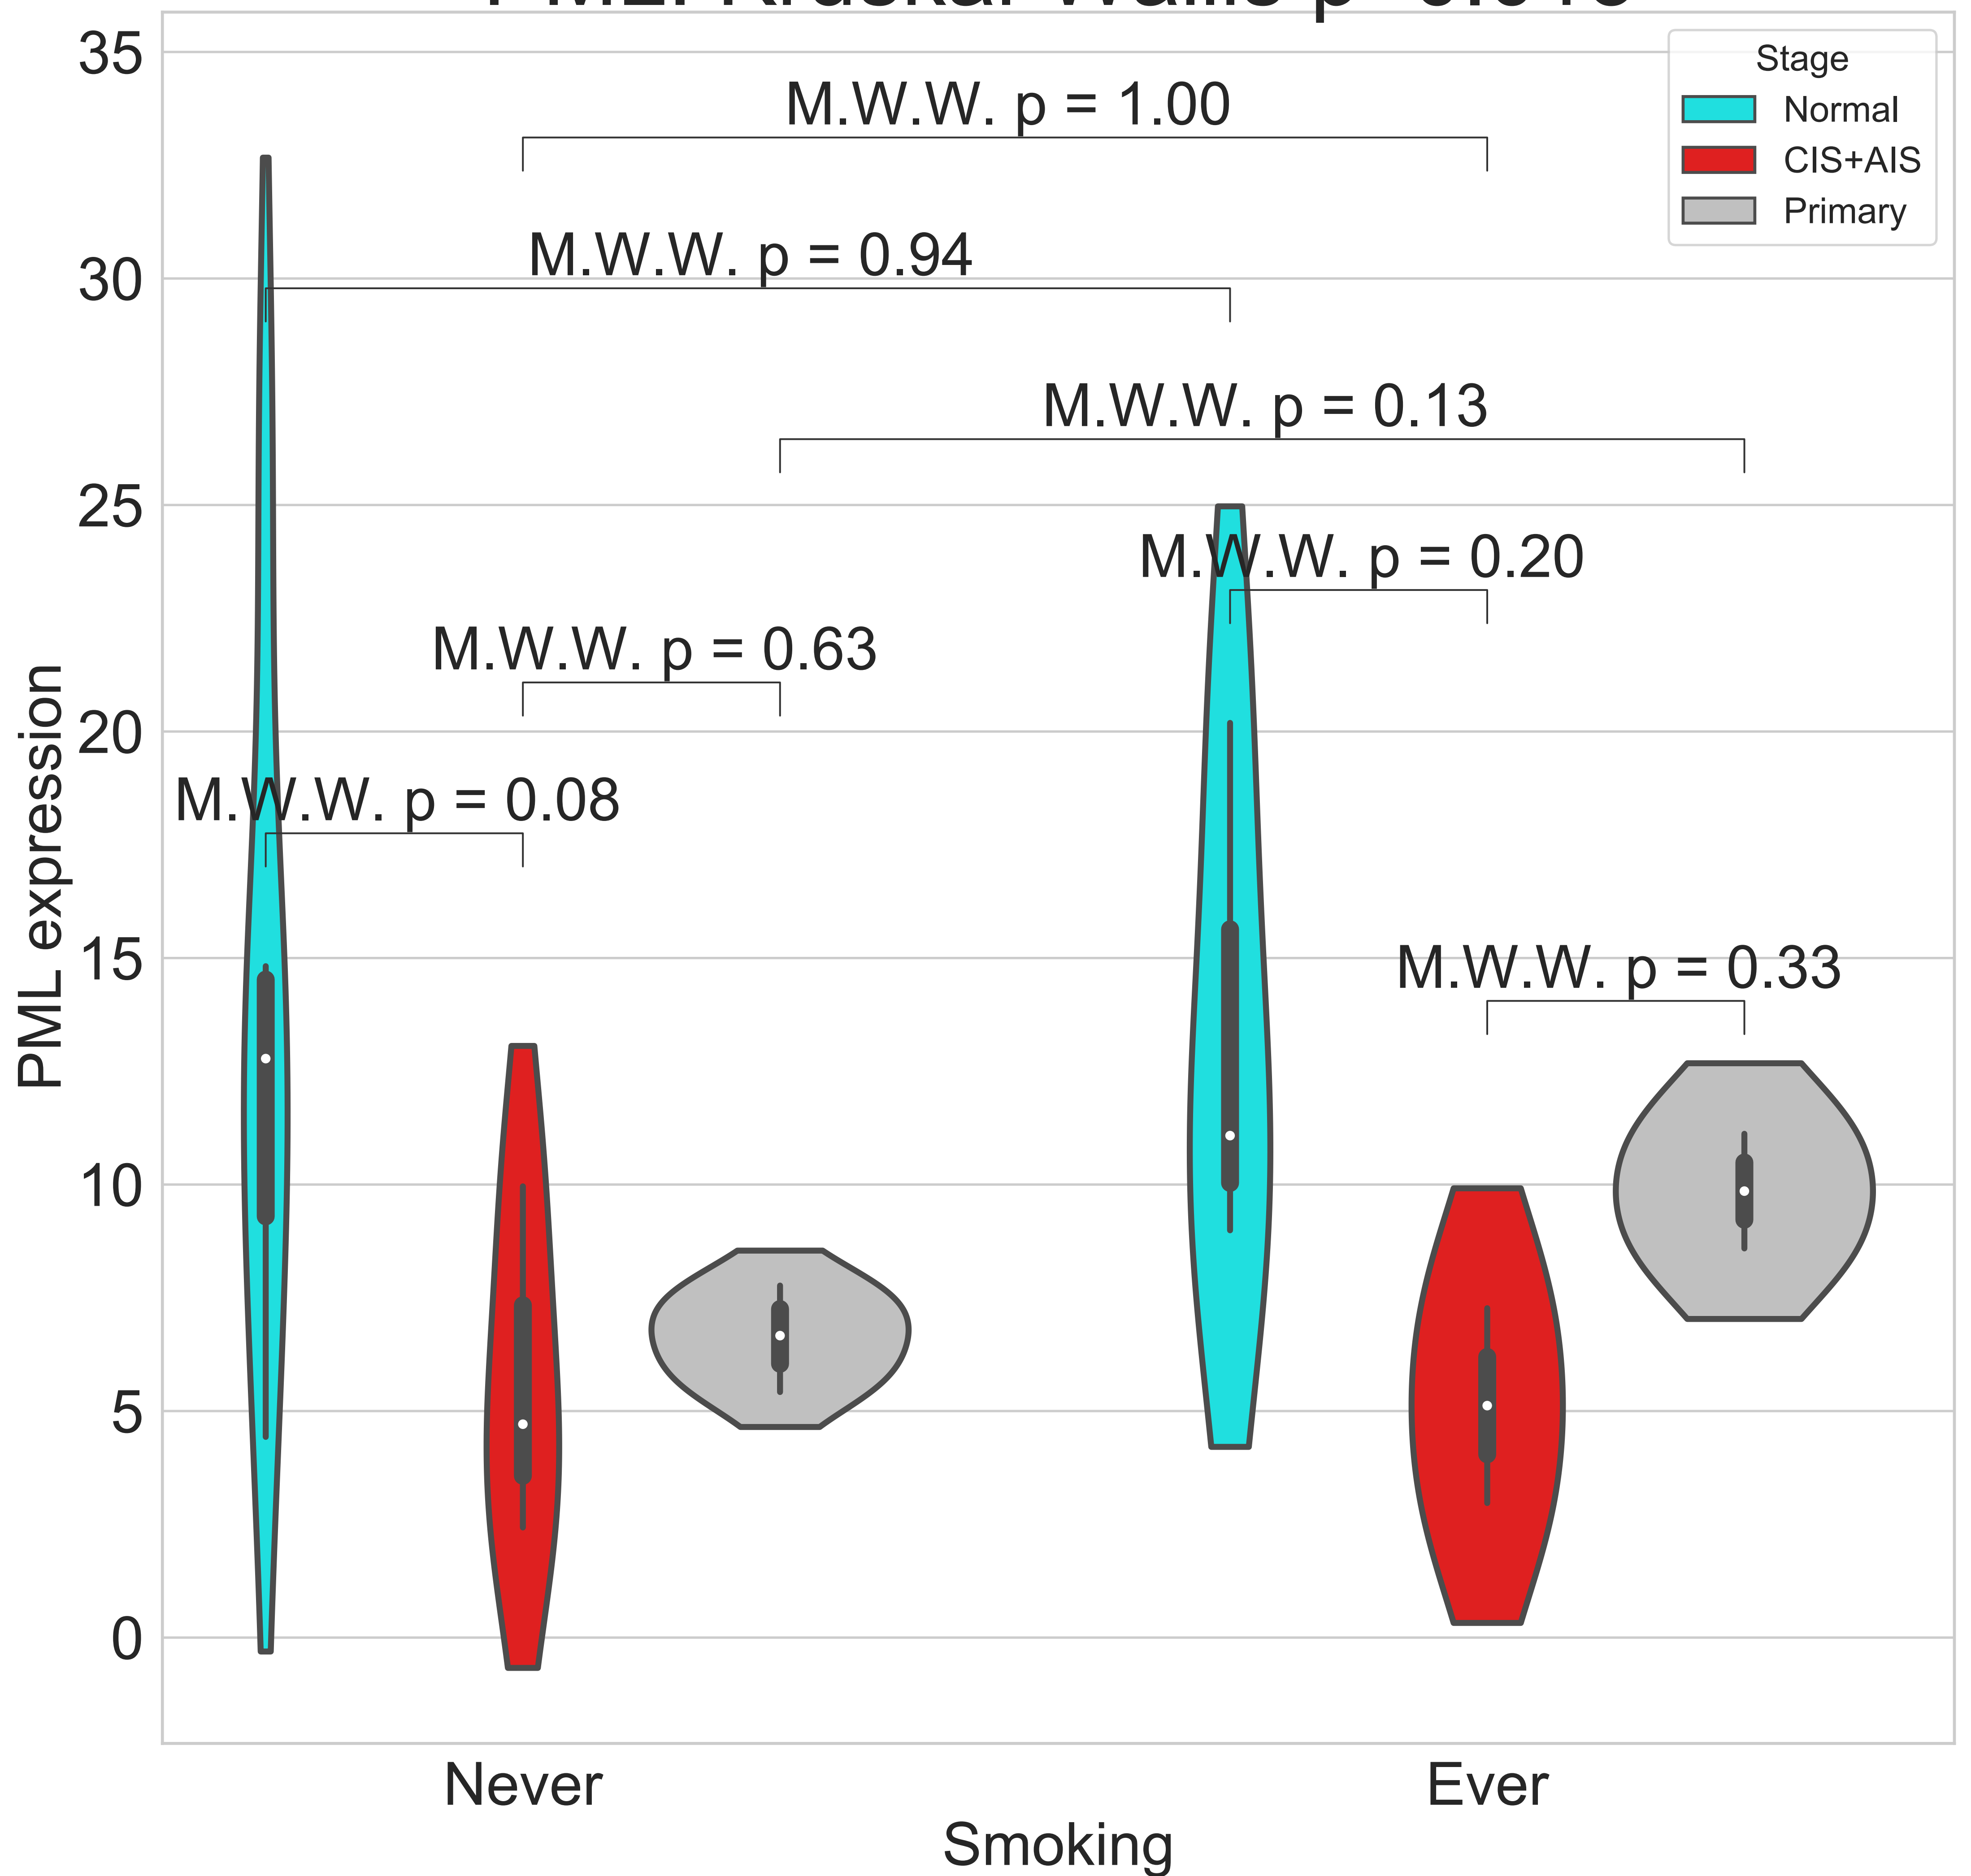 35
Stage
Normal
CIS+AIS
Primary
M.W.W. p = 1.00
30
M.W.W. p = 0.94
M.W.W. p = 0.13
25
M.W.W. p = 0.20
M.W.W. p = 0.63
20
M.W.W. p = 0.08
15
M.W.W. p = 0.33
PML expression
10
5
0
Never
Ever
Smoking